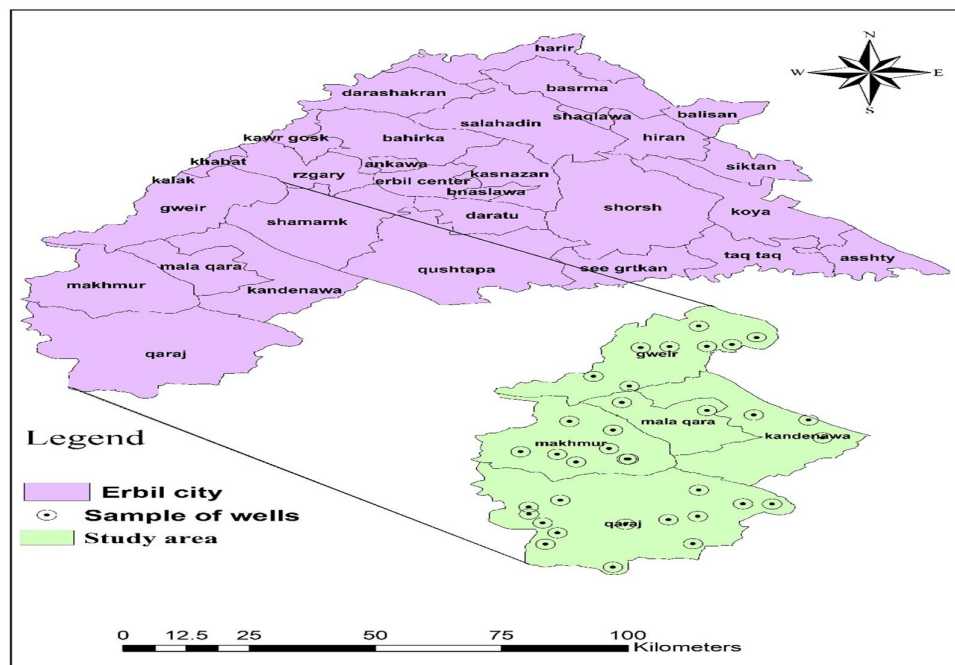 N
W E
S
harir
basrma
darashakran
balisan
shaqlawa
salahadin
hiran
kawr gosk
bahirka
siktan
khabat
ankawa
kasnazan
rzgary
erbil center
kalak
bnaslawa
gweir
shorsh
koya
daratu
shamamk
taq taq
asshty
mala qara
qushtapa
see grtkan
makhmur
kandenawa
qaraj
gweir
mala qara
kandenawa
makhmur
qaraj
Legend
Erbil city
Sample of wells
Study area
0 12.5 25 50 75 100
Kilometers